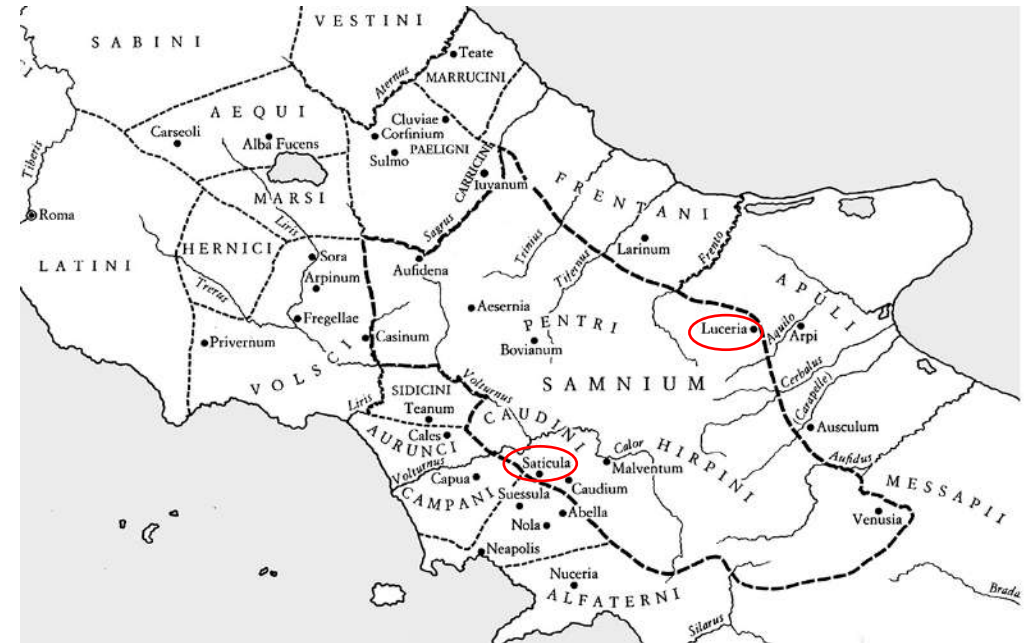 VESTINI
SABINI
Teate
MARRUCINI
Aternus
AEQUI
Cluviae
Carseoli
Alba Fucens
Corfinium
PAELIGNI
Sulmo
Tiberis
CARRICINI
Iuvanum
MARSI
FRENTANI
Roma
Liris
Sagrus
HERNICI
Larinum
Frento
Trinius
Tifernus
LATINI
Sora
Aufidena
Trerus
Arpinum
APULI
Aesernia
Fregellae
PENTRI
Luceria
Aquilo
Arpi
Privernum
Casinum
Bovianum
VOLSCI
Cerbalus
SAMNIUM
Volturnus
SIDICINI
(Carapelle)
Liris
Teanum
CAUDINI
Cales
AURUNCI
Ausculum
Calor
HIRPINI
Saticula
Malventum
Aufidus
Volturnus
Capua
Caudium
MESSAPII
CAMPANI
Suessula
Abella
Venusia
Nola
Neapolis
Nuceria
ALFATERNI
Brada
Silarus